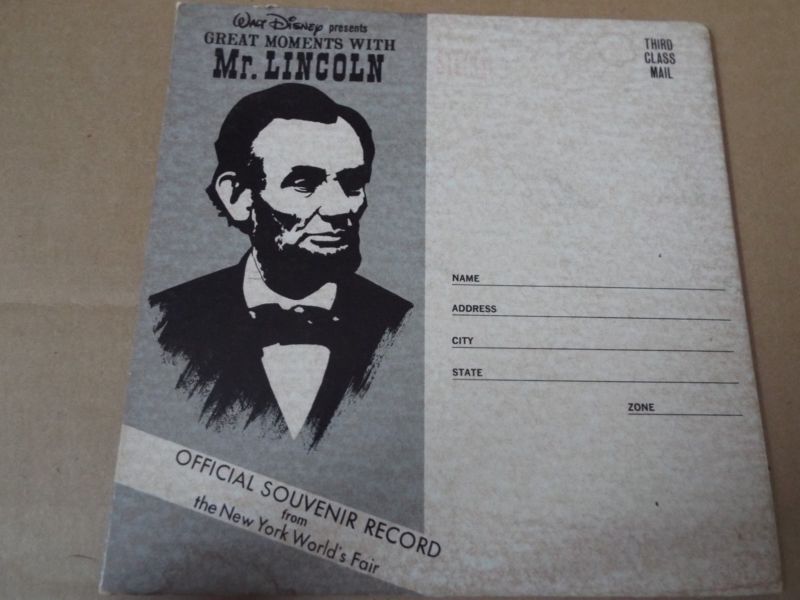 Walt Disney presents
GREAT MOMENTS WITH
Mr. LINCOLN
OFFICIAL SOUVENIR RECORD
from
the New York World's Fair
THIRD
CLASS
MAIL
NAME
ADDRESS
CITY
STATE
ZONE